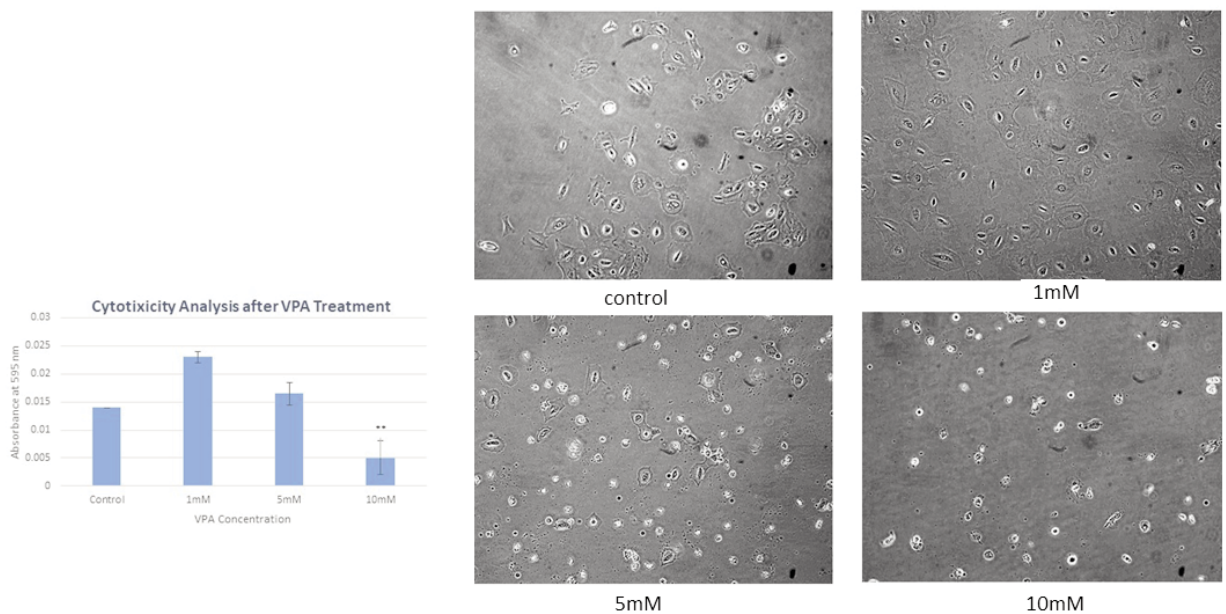 Cytotixicity Analysis after VPA Treatment
0.03
0.025
0.02
0.015
0.01
0.005
0
Absorbance at 595 nm
**
Control 1mM 5mM 10mM
VPA Concentration
control
1mM
5mM
10mM